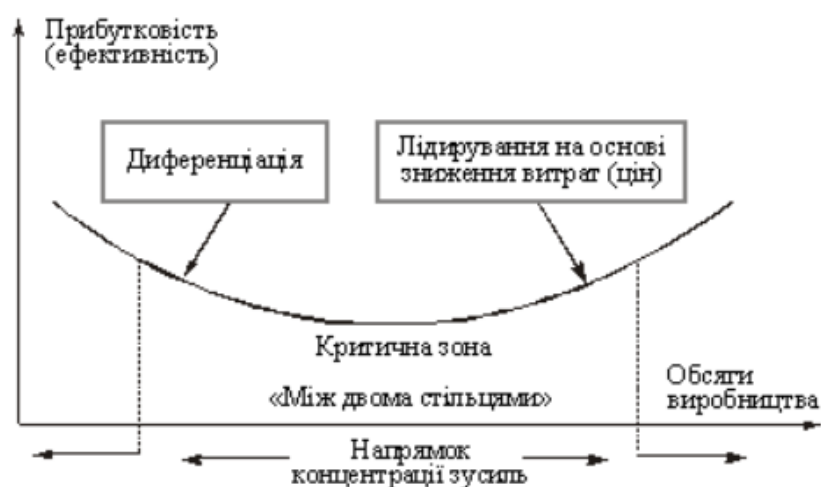 Прибутковість
(ефективність)
Диференціація
Лідирування на основі
зниження витрат (цін)
Критична зона
«Між двома стільцями»
Обсяги
виробництва
Напрямок
концентрації зусиль